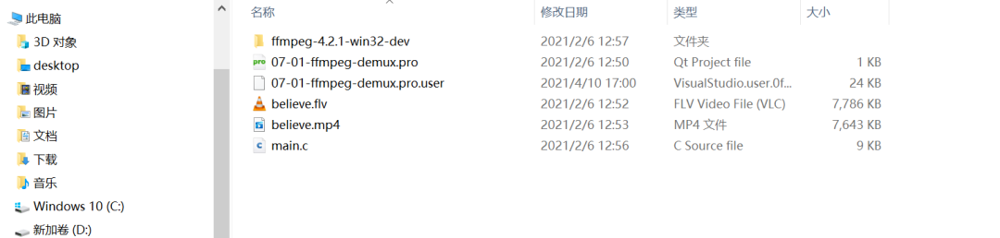 此电脑
3D 对象
desktop
视频
图片
文档
下载
音乐
Windows 10 (C:)
新加卷 (D:)
名称 修改日期 类型 大小
ffmpeg-4.2.1-win32-dev 2021/2/6 12:57 文件夹
pro 07-01-ffmpeg-demux.pro 2021/2/6 12:50 Qt Project file 1 KB
07-01-ffmpeg-demux.pro.user 2021/4/10 17:00 VisualStudio.user.0f... 24 KB
believe.flv 2021/2/6 12:52 FLV Video File (VLC) 7,786 KB
believe.mp4 2021/2/6 12:53 MP4 文件 7,643 KB
c main.c 2021/2/6 12:56 C Source file 9 KB